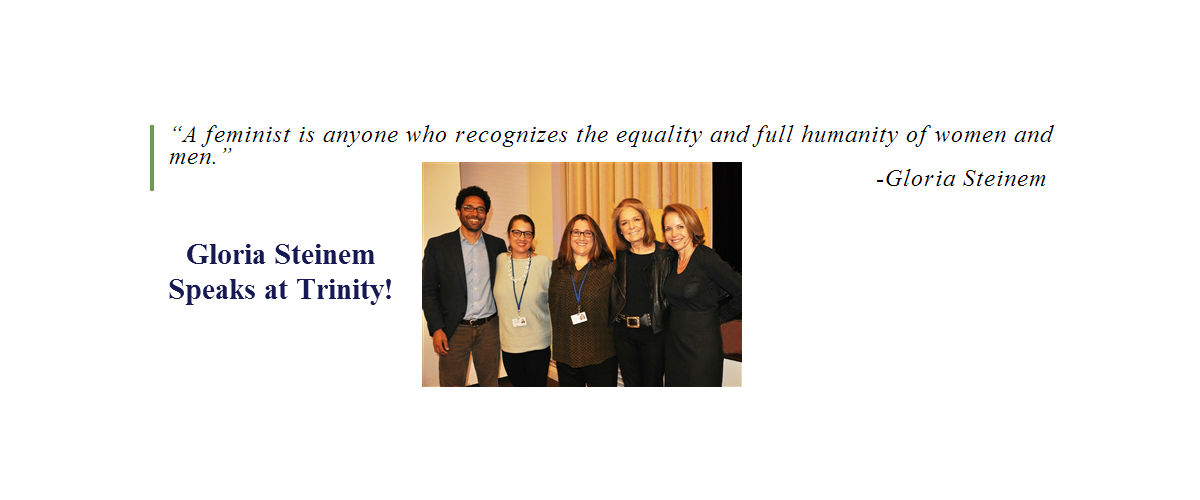 “A feminist is anyone who recognizes the equality and full humanity of women and
men.”
-Gloria Steinem
Gloria Steinem
Speaks at Trinity!